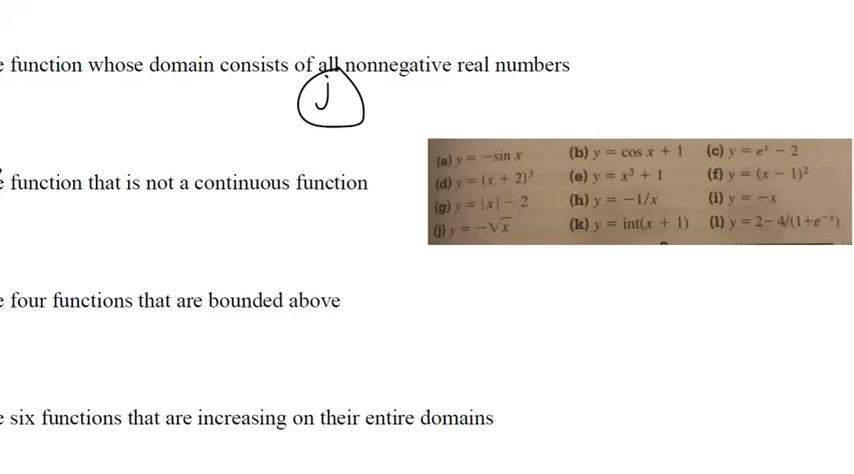 e function whose domain consists of all nonnegative real numbers
j
e function that is not a continuous function
(a) y = −sin x (b) y = cos x + 1 (c) y = eˣ − 2
(d) y = (x + 2)³ (e) y = x³ + 1 (f) y = (x − 1)²
(g) y = |x| − 2 (h) y = −1/x (i) y = −x
(j) y = −√x (k) y = int(x + 1) (l) y = 2 − 4/(1+e⁻ˣ)
e four functions that are bounded above
e six functions that are increasing on their entire domains